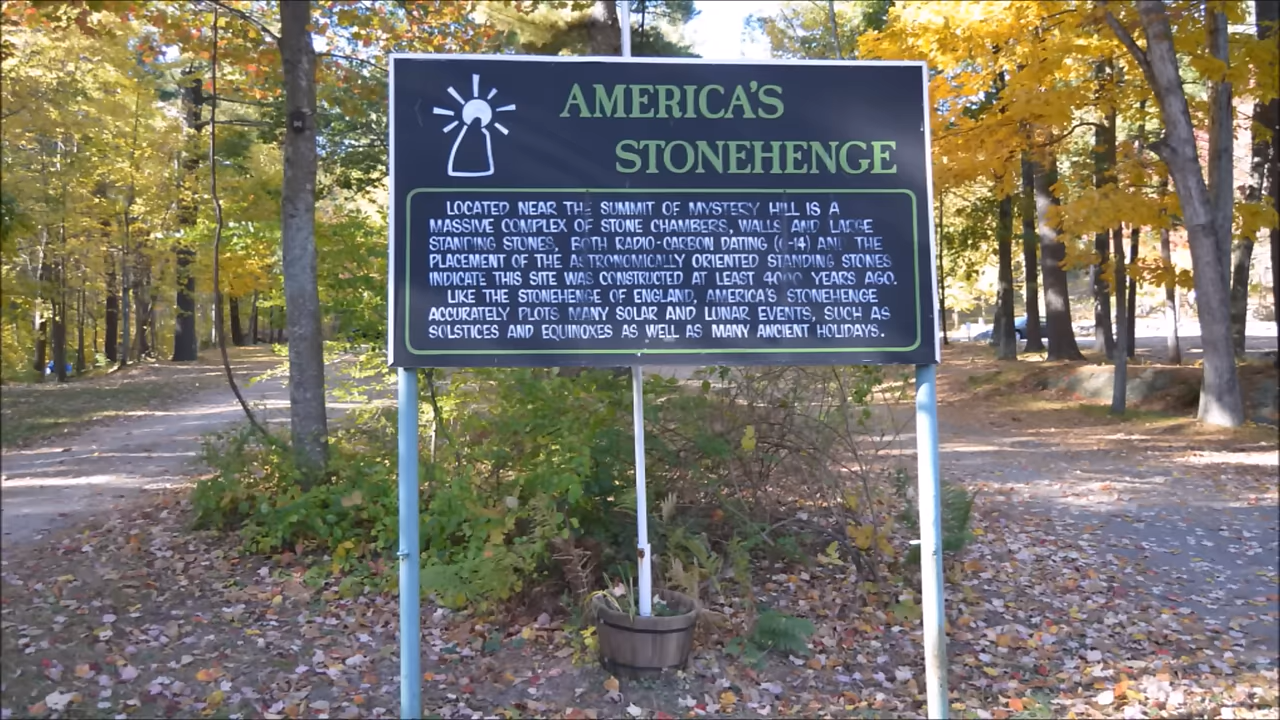 AMERICA'S
STONEHENGE
LOCATED NEAR THE SUMMIT OF MYSTERY HILL IS A
MASSIVE COMPLEX OF STONE CHAMBERS, WALLS AND LARGE
STANDING STONES, BOTH RADIO-CARBON DATING (C-14) AND THE
PLACEMENT OF THE ASTRONOMICALLY ORIENTED STANDING STONES
INDICATE THIS SITE WAS CONSTRUCTED AT LEAST 4000 YEARS AGO.
LIKE THE STONEHENGE OF ENGLAND, AMERICA'S STONEHENGE
ACCURATELY PLOTS MANY SOLAR AND LUNAR EVENTS, SUCH AS
SOLSTICES AND EQUINOXES AS WELL AS MANY ANCIENT HOLIDAYS.